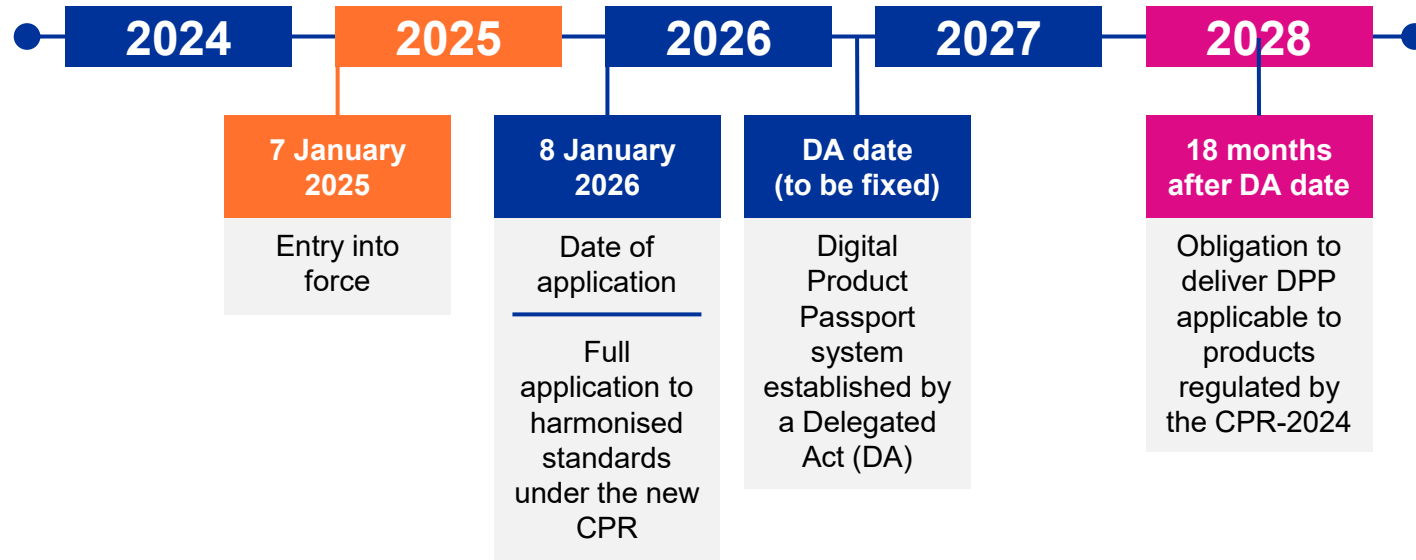 2024
2025
2026
2027
2028
7 January
2025
Entry into
force
8 January
2026
Date of
application
Full
application to
harmonised
standards
under the new
CPR
DA date
(to be fixed)
Digital
Product
Passport
system
established by
a Delegated
Act (DA)
18 months
after DA date
Obligation to
deliver DPP
applicable to
products
regulated by
the CPR-2024